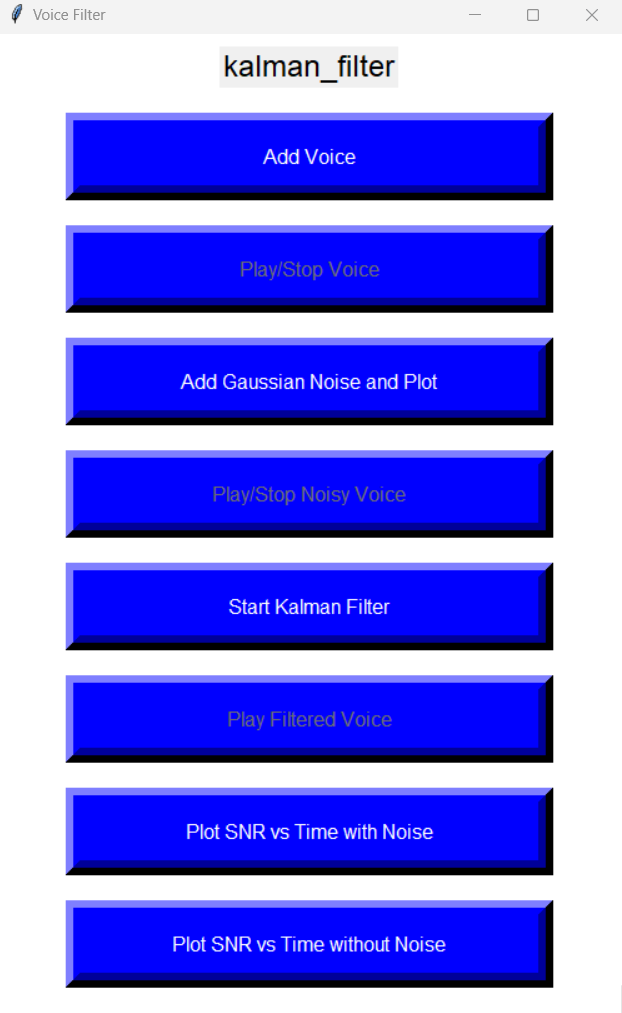 Voice Filter
kalman_filter
Add Voice
Play/Stop Voice
Add Gaussian Noise and Plot
Play/Stop Noisy Voice
Start Kalman Filter
Play Filtered Voice
Plot SNR vs Time with Noise
Plot SNR vs Time without Noise